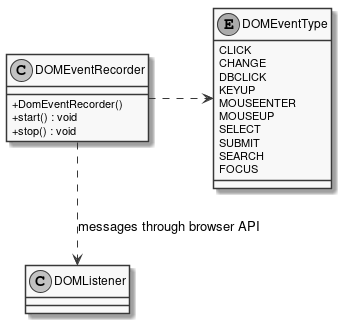 C DOMEventRecorder
+DomEventRecorder()
+start() : void
+stop() : void
E DOMEventType
CLICK
CHANGE
DBCLICK
KEYUP
MOUSEENTER
MOUSEUP
SELECT
SUBMIT
SEARCH
FOCUS
messages through browser API
C DOMListener